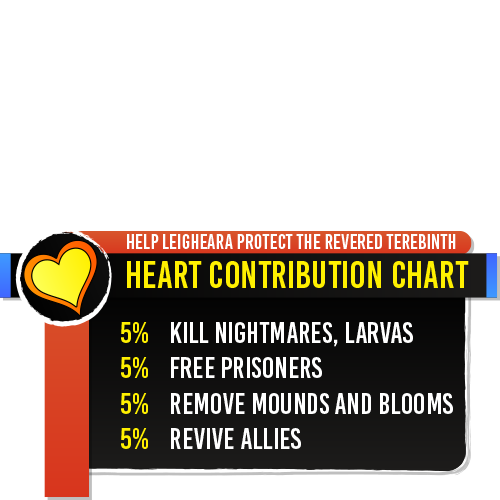 HELP LEIGHEARA PROTECT THE REVERED TEREBINTH
HEART CONTRIBUTION CHART
5% KILL NIGHTMARES, LARVAS
5% FREE PRISONERS
5% REMOVE MOUNDS AND BLOOMS
5% REVIVE ALLIES